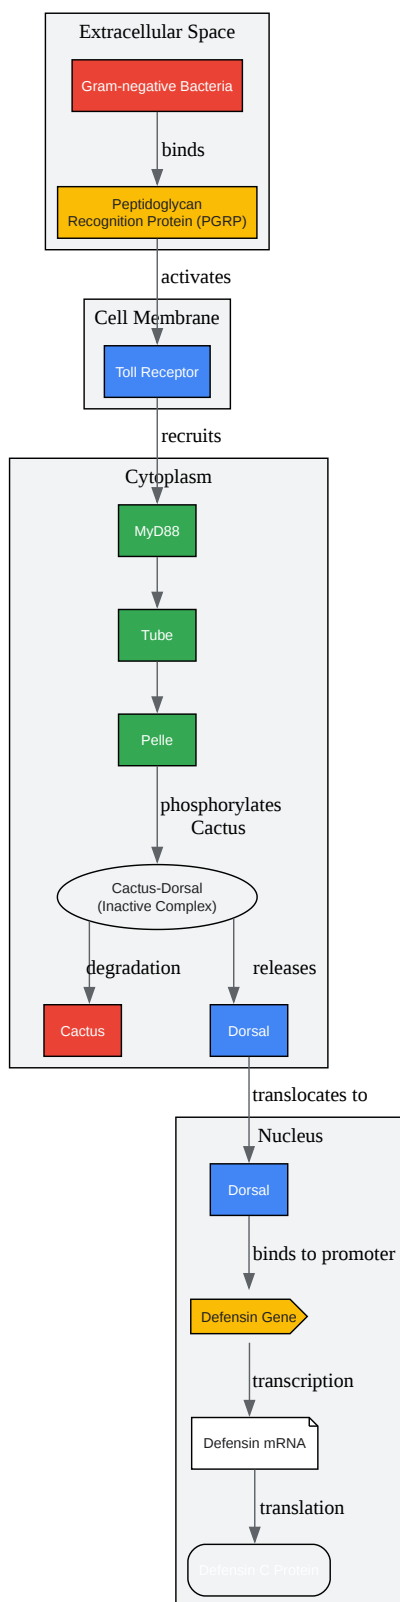 Extracellular Space
Gram-negative Bacteria
binds
Peptidoglycan
Recognition Protein (PGRP)
activates
Cell Membrane
Toll Receptor
recruits
Cytoplasm
MyD88
Tube
Pelle
phosphorylates
Cactus
Cactus-Dorsal
(Inactive Complex)
degradation
releases
Cactus
Dorsal
translocates to
Nucleus
Dorsal
binds to promoter
Defensin Gene
transcription
Defensin mRNA
translation
Defensin C Protein